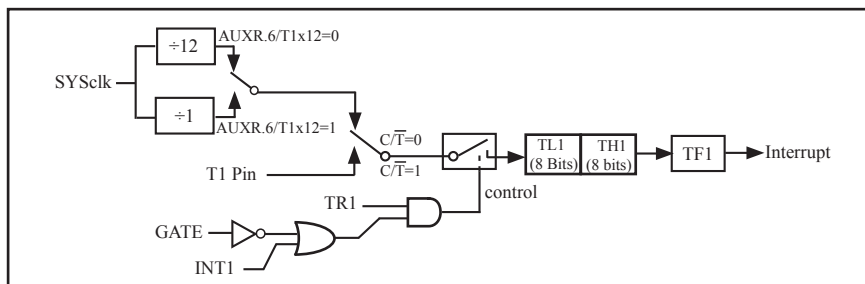 ÷12
AUXR.6/T1x12=0
SYSclk
÷1
AUXR.6/T1x12=1
C/T̅=0
C/T̅=1
T1 Pin
TL1
(8 Bits)
TH1
(8 bits)
TF1
Interrupt
control
TR1
GATE
INT1